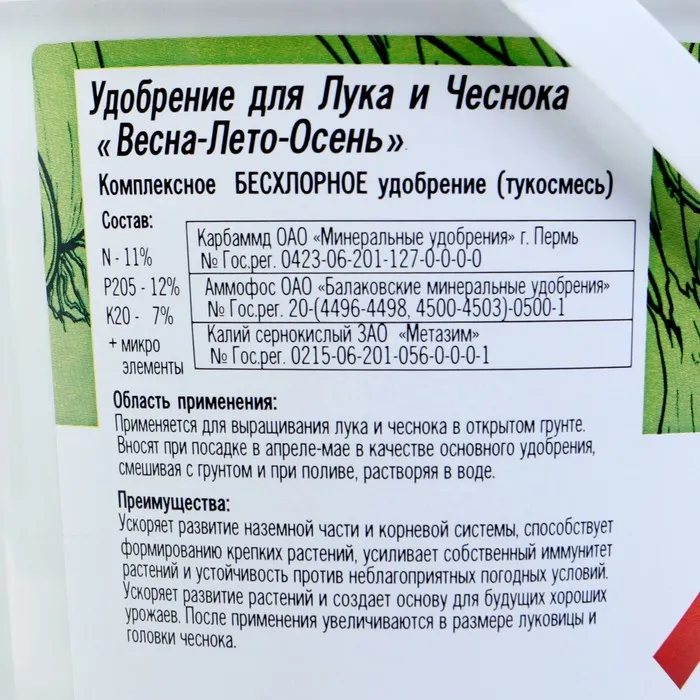 Удобрение для Лука и Чеснока
«Весна-Лето-Осень»
Комплексное БЕСХЛОРНОЕ удобрение (тукосмесь)
Состав:
N - 11%
P205 - 12%
K20 - 7%
+ микро
элементы
Карбаммд ОАО «Минеральные удобрения» г. Пермь
№ Гос.рег. 0423-06-201-127-0-0-0-0
Аммофос ОАО «Балаковские минеральные удобрения»
№ Гос.рег. 20-(4496-4498, 4500-4503)-0500-1
Калий сернокислый ЗАО «Метазим»
№ Гос.рег. 0215-06-201-056-0-0-0-1
Область применения:
Применяется для выращивания лука и чеснока в открытом грунте.
Вносят при посадке в апреле-мае в качестве основного удобрения,
смешивая с грунтом и при поливе, растворяя в воде.
Преимущества:
Ускоряет развитие наземной части и корневой системы, способствует
формированию крепких растений, усиливает собственный иммунитет
растений и устойчивость против неблагоприятных погодных условий.
Ускоряет развитие растений и создает основу для будущих хороших
урожаев. После применения увеличиваются в размере луковицы и
головки чеснока.